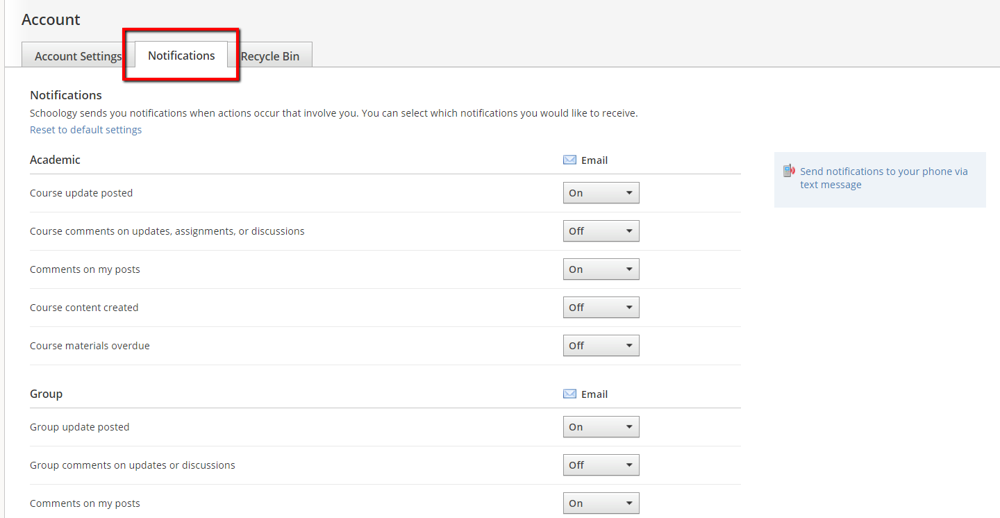 Account
Account Settings Notifications Recycle Bin
Notifications
Schoology sends you notifications when actions occur that involve you. You can select which notifications you would like to receive.
Reset to default settings
Academic Email
Course update posted On
Course comments on updates, assignments, or discussions Off
Comments on my posts On
Course content created Off
Course materials overdue Off
Send notifications to your phone via
text message
Group Email
Group update posted On
Group comments on updates or discussions Off
Comments on my posts On